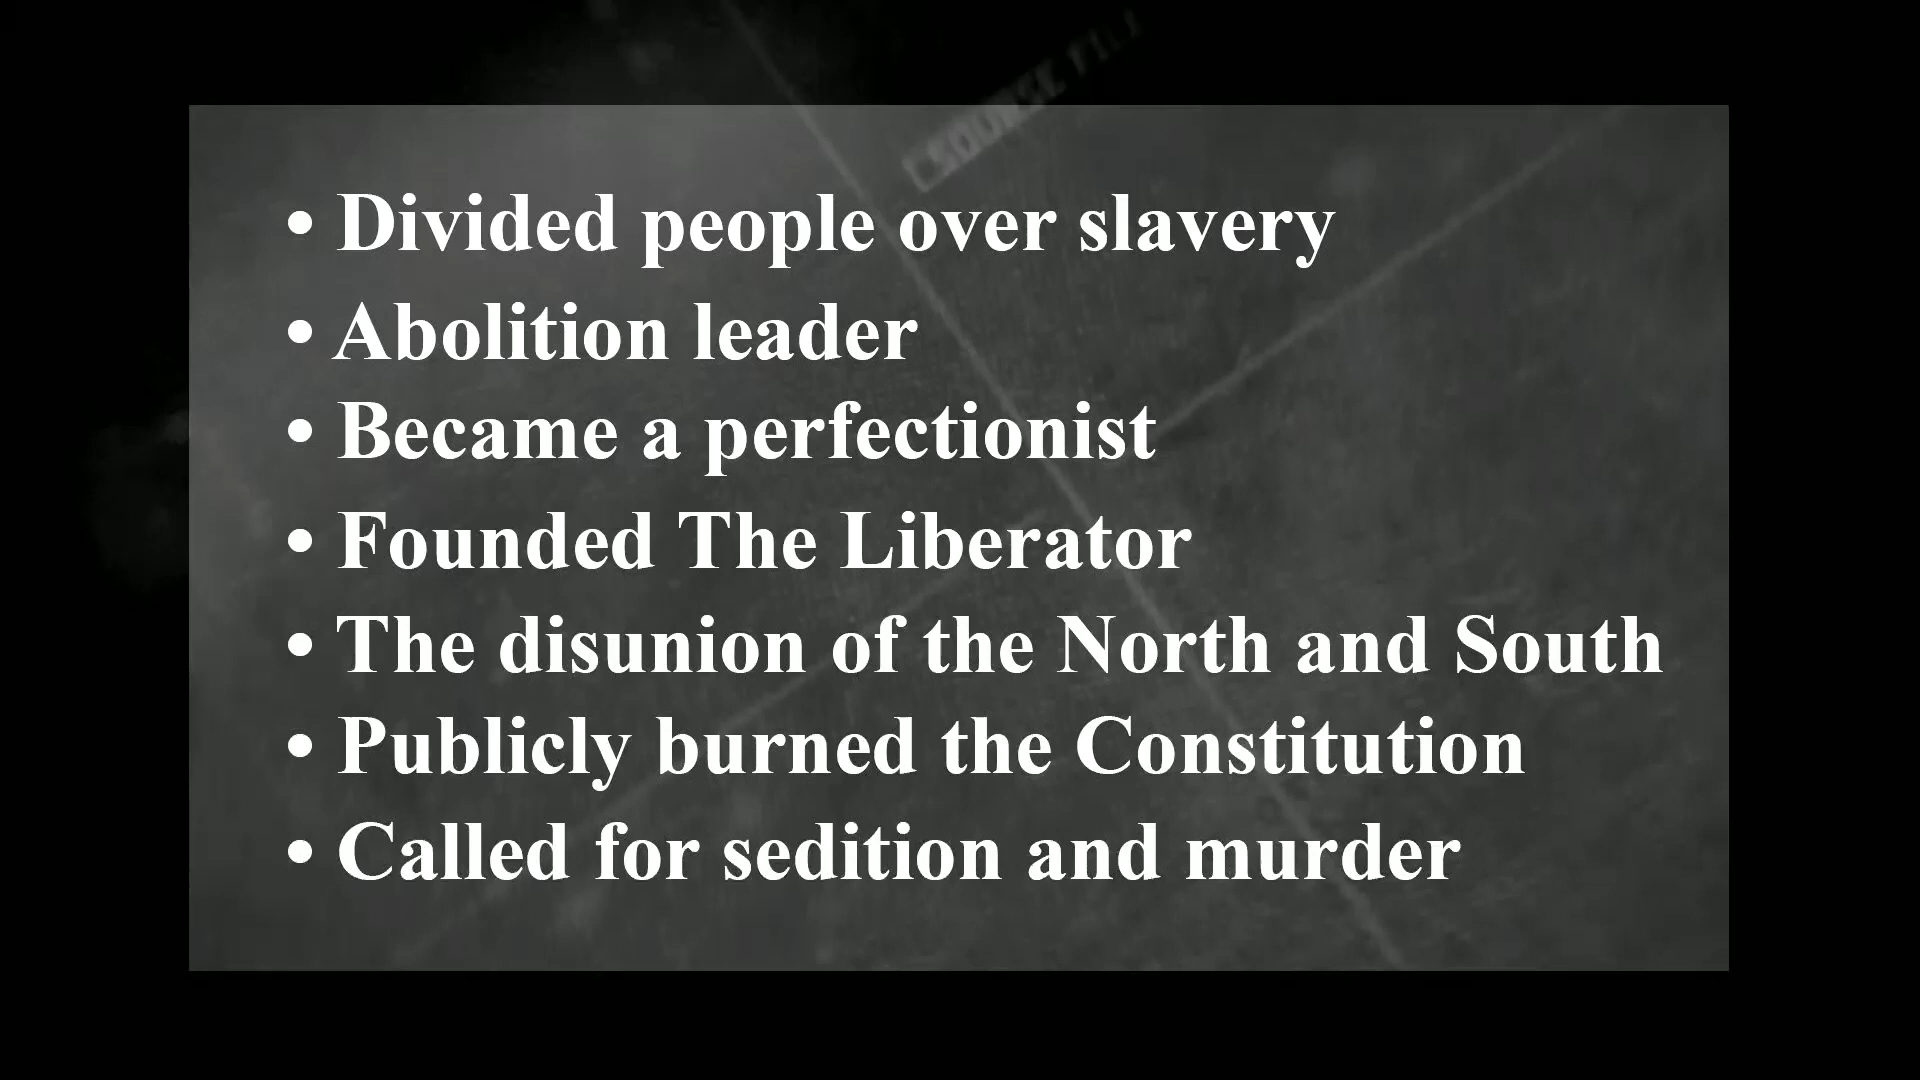 • Divided people over slavery
• Abolition leader
• Became a perfectionist
• Founded The Liberator
• The disunion of the North and South
• Publicly burned the Constitution
• Called for sedition and murder